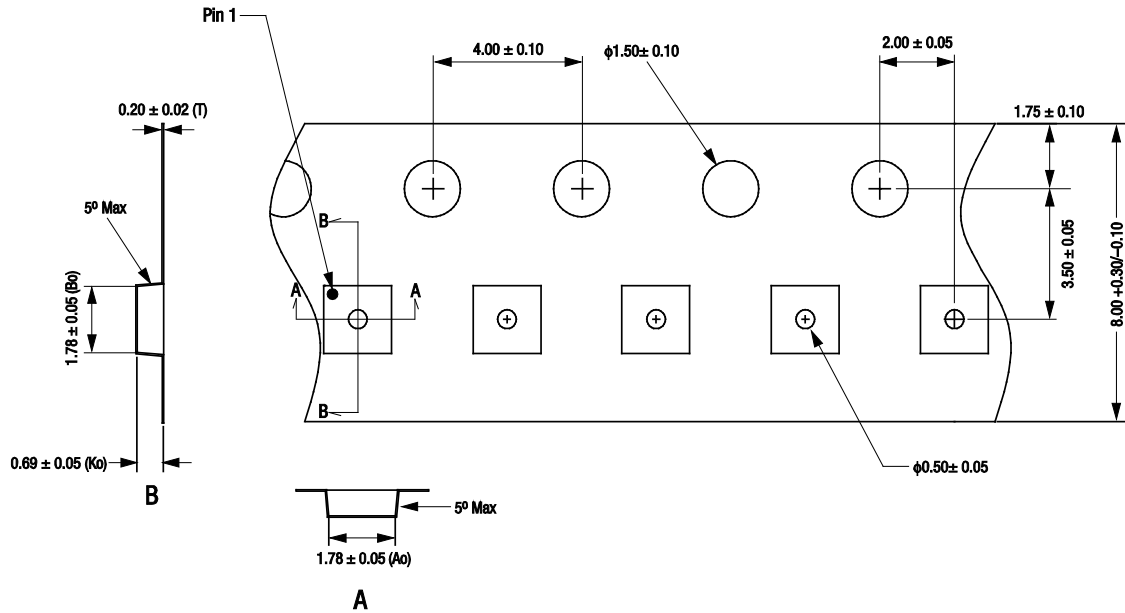 Pin 1
4.00 ± 0.10
ϕ1.50± 0.10
2.00 ± 0.05
0.20 ± 0.02 (T)
1.75 ± 0.10
5º Max
B
3.50 ± 0.05
8.00 +0.30/−0.10
A
A
1.78 ± 0.05 (Bo)
B
0.69 ± 0.05 (Ko)
ϕ0.50± 0.05
B
5º Max
1.78 ± 0.05 (Ao)
A